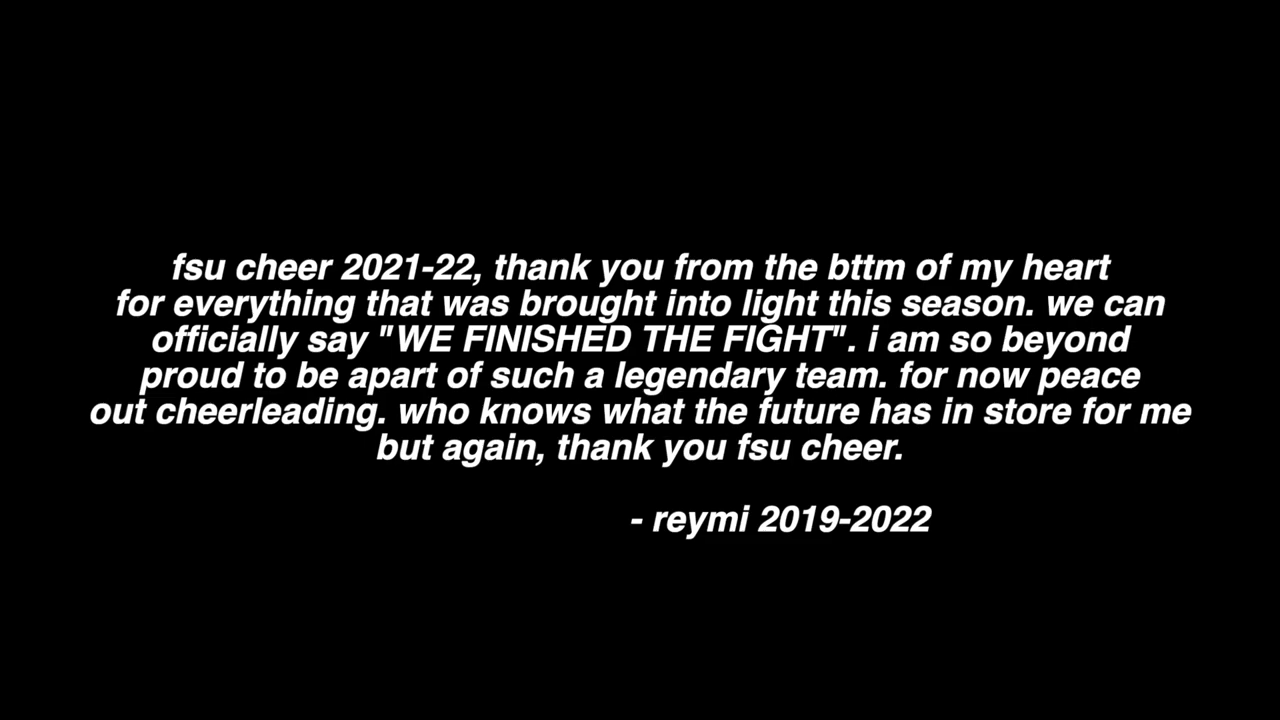 fsu cheer 2021-22, thank you from the bttm of my heart
for everything that was brought into light this season. we can
officially say "WE FINISHED THE FIGHT". i am so beyond
proud to be apart of such a legendary team. for now peace
out cheerleading. who knows what the future has in store for me
but again, thank you fsu cheer.
- reymi 2019-2022